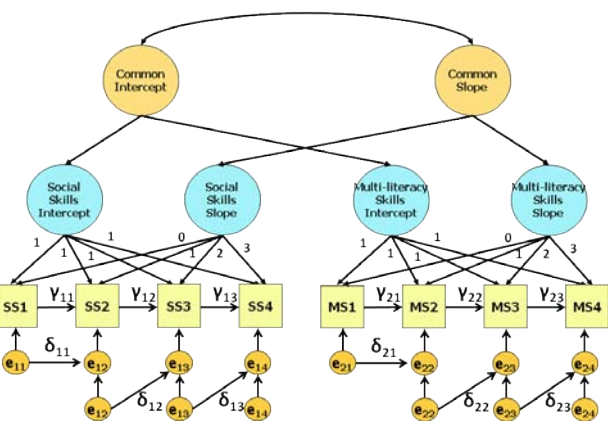 Common
Intercept
Common
Slope
Social
Skills
Intercept
Social
Skills
Slope
Multi-literacy
Skills
Intercept
Multi-literacy
Skills
Slope
1 1 1 1 0 1 2 3
1 1 1 1 0 1 2 3
SS1 γ11 SS2 γ12 SS3 γ13 SS4
MS1 γ21 MS2 γ22 MS3 γ23 MS4
e11 δ11 e12 e13 e14
e21 δ21 e22 e23 e24
e12 δ12 e13 δ13 e14
e22 δ22 e23 δ23 e24